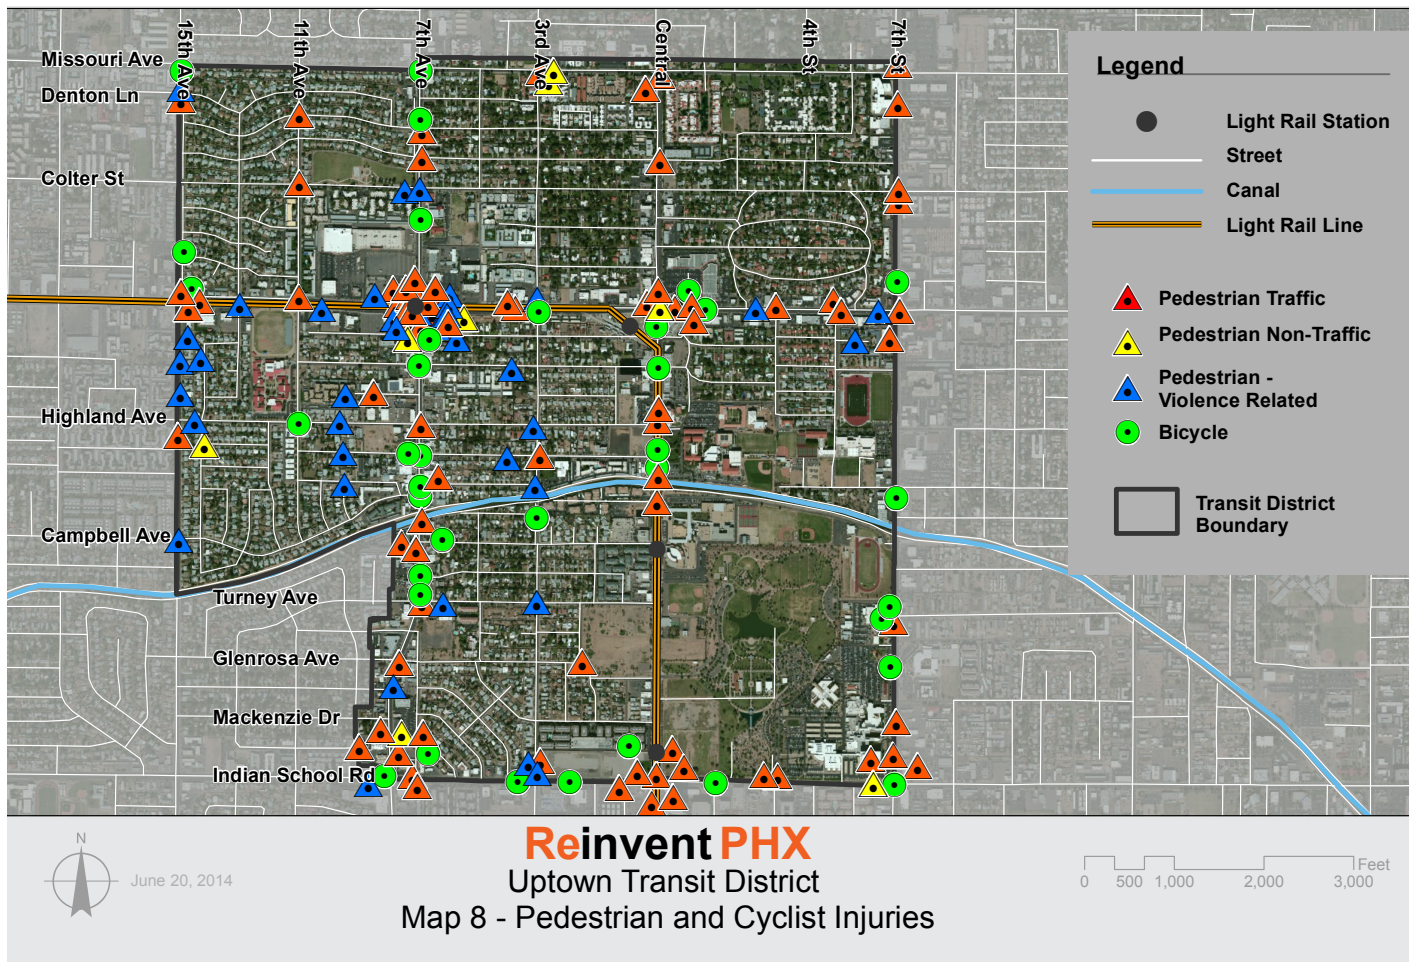 15th Ave
11th Ave
7th Ave
3rd Ave
Central
4th St
7th St
Missouri Ave
Denton Ln
Colter St
Highland Ave
Campbell Ave
Turney Ave
Glenrosa Ave
Mackenzie Dr
Indian School Rd
Legend
Light Rail Station
Street
Canal
Light Rail Line
Pedestrian Traffic
Pedestrian Non-Traffic
Pedestrian -
Violence Related
Bicycle
Transit District
Boundary
N
June 20, 2014
Reinvent PHX
Uptown Transit District
Map 8 - Pedestrian and Cyclist Injuries
Feet
0 500 1,000 2,000 3,000